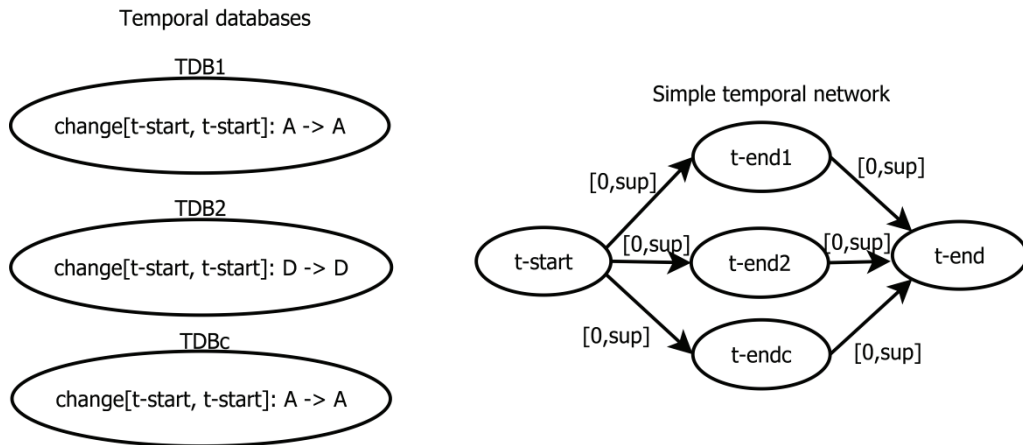 Temporal databases
TDB1
change[t-start, t-start]: A -> A
TDB2
change[t-start, t-start]: D -> D
TDBc
change[t-start, t-start]: A -> A
Simple temporal network
t-end1
[0,sup]
[0,sup]
t-start
[0,sup]
t-end2
[0,sup]
t-end
[0,sup]
t-endc
[0,sup]